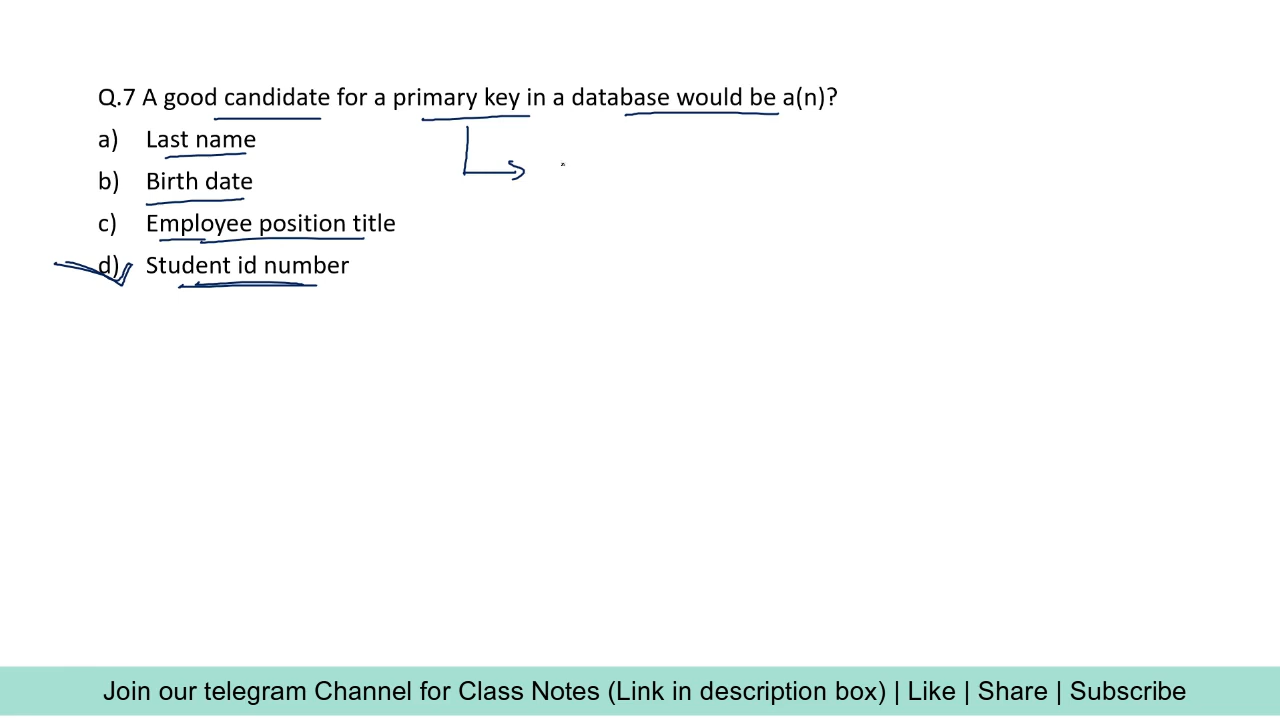 Q.7 A good candidate for a primary key in a database would be a(n)?
a) Last name
b) Birth date
c) Employee position title
d) Student id number
Join our telegram Channel for Class Notes (Link in description box) | Like | Share | Subscribe